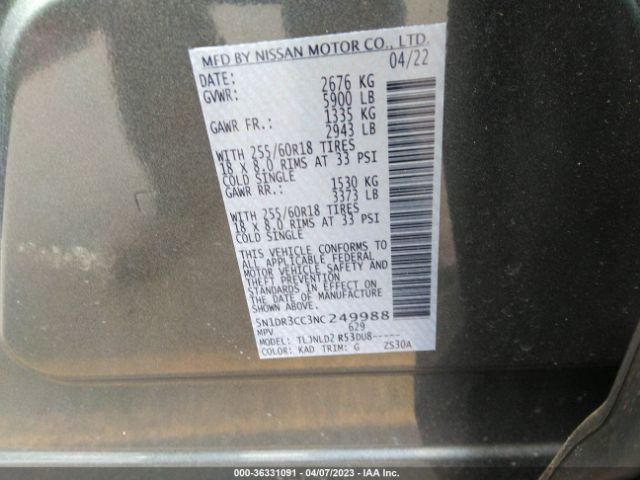 MFD BY NISSAN MOTOR CO., LTD.
DATE: 04/22
GVWR: 2676 KG
5900 LB
GAWR FR.: 1335 KG
2943 LB
WITH 255/60R18 TIRES
18 X 8.0 RIMS AT 33 PSI
COLD SINGLE
GAWR RR.: 1530 KG
3373 LB
WITH 255/60R18 TIRES
18 X 8.0 RIMS AT 33 PSI
COLD SINGLE
THIS VEHICLE CONFORMS TO
ALL APPLICABLE FEDERAL
MOTOR VEHICLE SAFETY AND
THEFT PREVENTION
STANDARDS IN EFFECT ON
THE DATE OF MANUFACTURE
SHOWN ABOVE.
5N1DR3CC3NC249988
MPV 629
MODEL: TLJNLD2 R53DU8-----
COLOR: KAD TRIM: G ZS30A
000-36331091 - 04/07/2023 - IAA Inc.